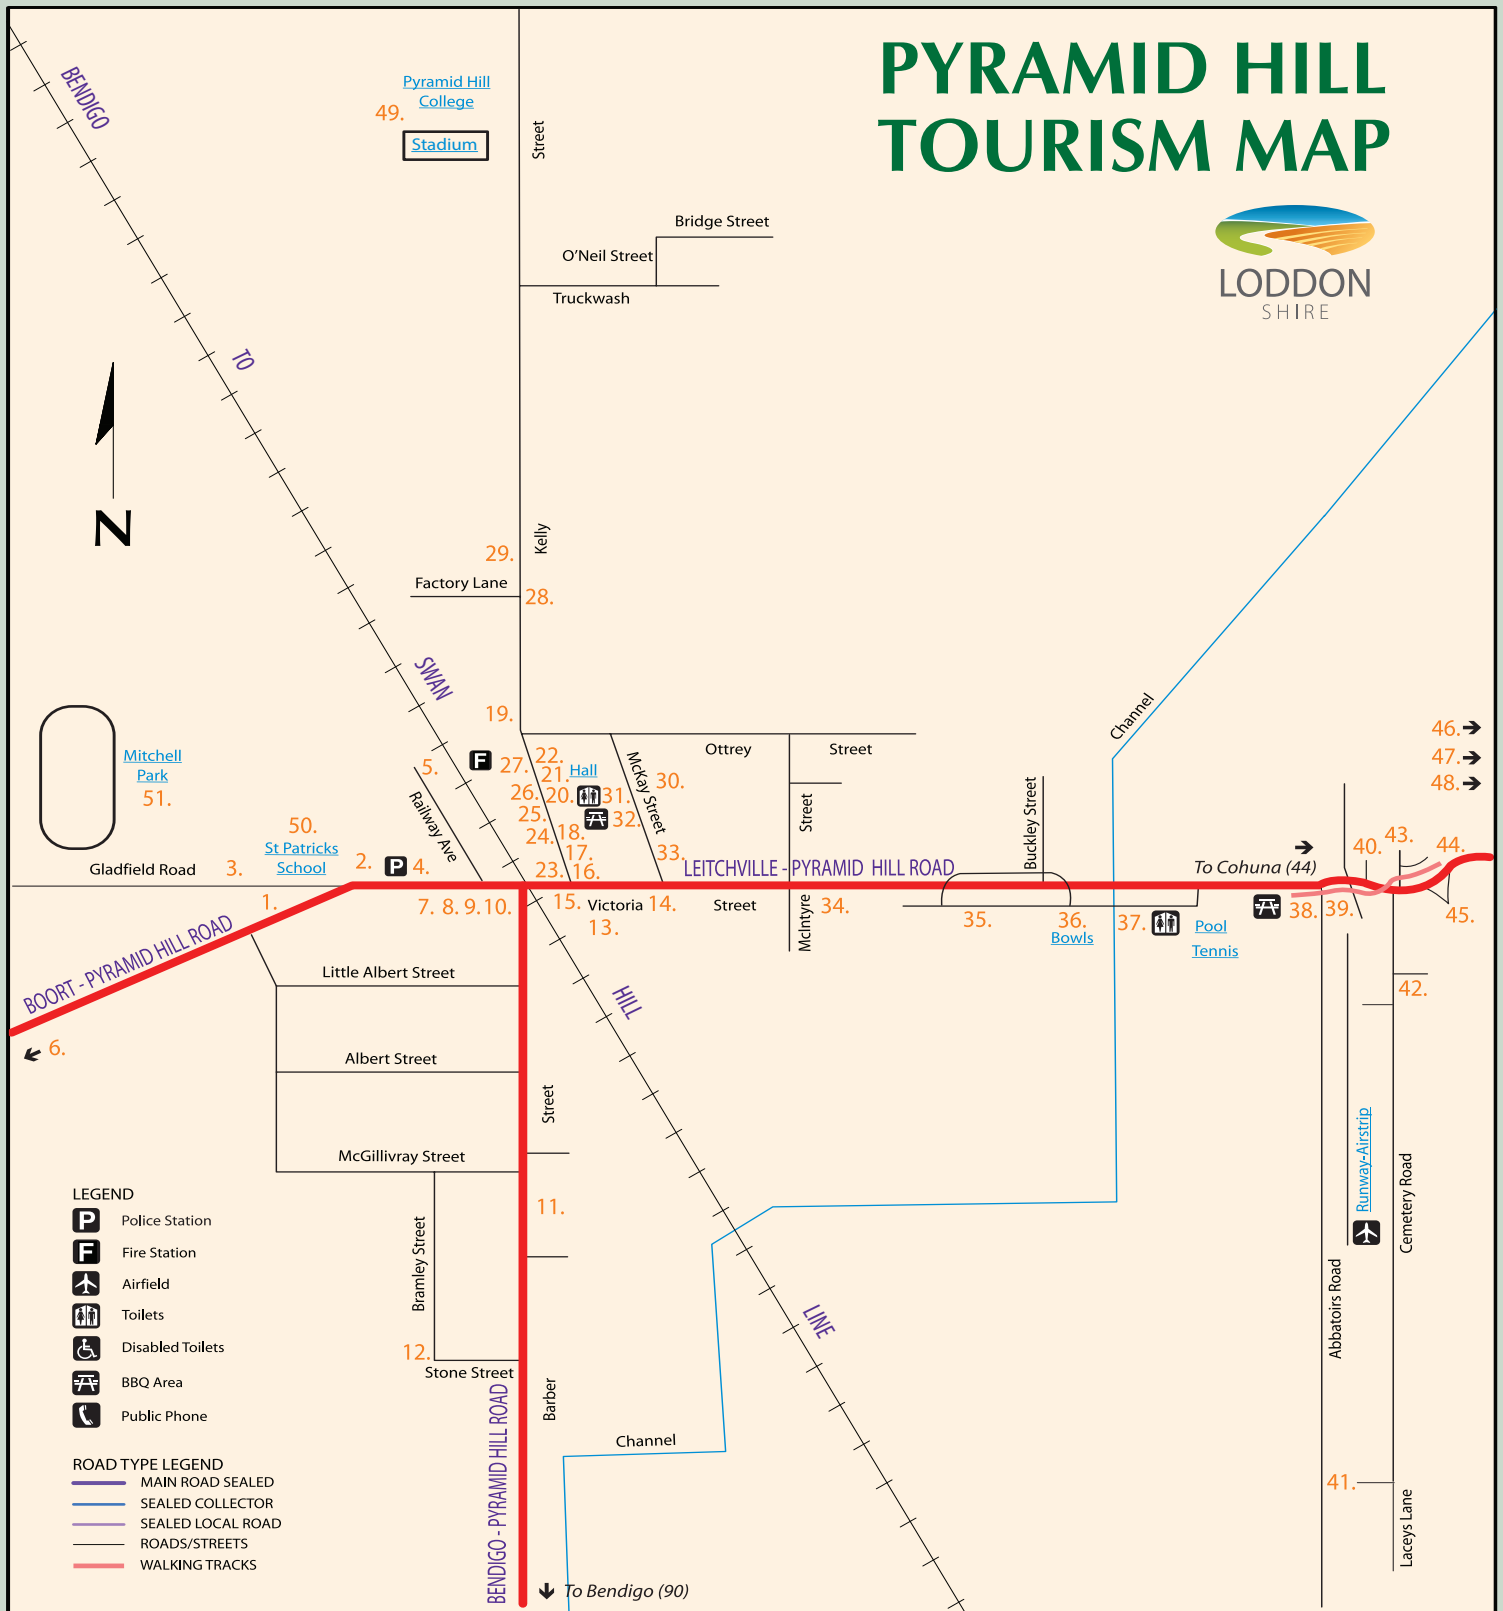 PYRAMID HILL
TOURISM MAP
LODDON
SHIRE
BENDIGO
TO
SWAN
HILL
LINE
Pyramid Hill
College
49.
Stadium
Street
Bridge Street
O'Neil Street
Truckwash
N
Kelly
29.
Factory Lane
28.
19.
Channel
46.
47.
48.
Mitchell
Park
51.
5.
F
27.
22.
21.
Hall
26.
20.
31.
25.
32.
24.
18.
17.
23.
16.
30.
33.
McKay Street
Ottrey
Street
Street
McIntyre
Buckley Street
Railway Ave
50.
St Patricks
School
Gladfield Road
3.
2.
P
4.
LEITCHVILLE - PYRAMID HILL ROAD
To Cohuna (44)
40.
43.
44.
1.
7.
8.
9.
10.
15.
Victoria
14.
Street
13.
34.
35.
36.
Bowls
37.
Pool
Tennis
38.
39.
45.
42.
BOORT - PYRAMID HILL ROAD
6.
Little Albert Street
Albert Street
McGillivray Street
Street
11.
Bramley Street
12.
Stone Street
Barber
BENDIGO - PYRAMID HILL ROAD
To Bendigo (90)
Channel
Runway-Airstrip
Cemetery Road
Abbatoirs Road
41.
Laceys Lane
LEGEND
P Police Station
F Fire Station
Airfield
Toilets
Disabled Toilets
BBQ Area
Public Phone
ROAD TYPE LEGEND
MAIN ROAD SEALED
SEALED COLLECTOR
SEALED LOCAL ROAD
ROADS/STREETS
WALKING TRACKS